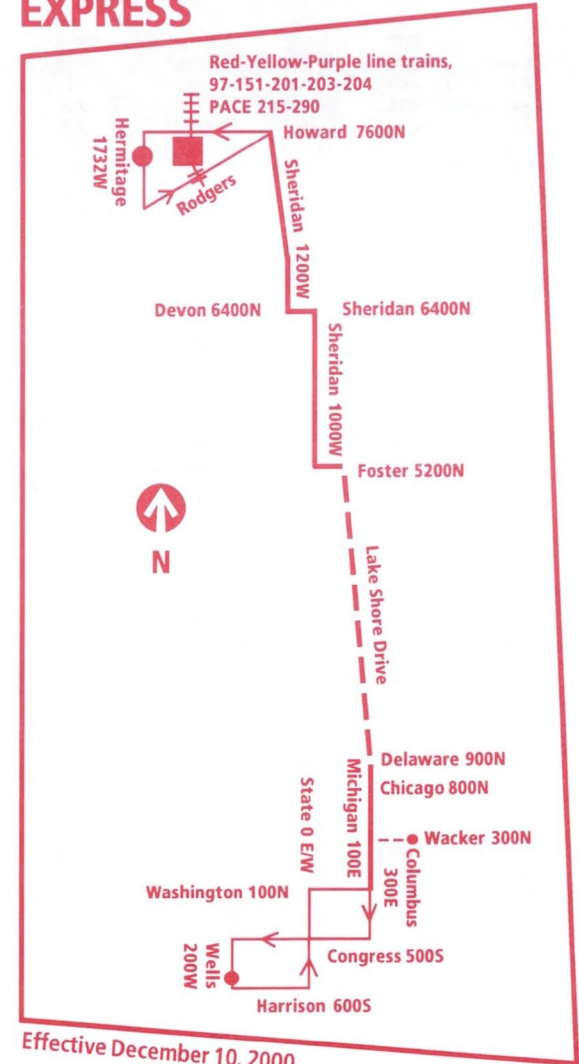 EXPRESS
Red-Yellow-Purple line trains,
97-151-201-203-204
PACE 215-290
Howard 7600N
Hermitage
1732W
Rodgers
Sheridan 1200W
Devon 6400N
Sheridan 6400N
Sheridan 1000W
Foster 5200N
N
Lake Shore Drive
Delaware 900N
Chicago 800N
Michigan 100E
State 0 E/W
Wacker 300N
Columbus
300E
Washington 100N
Wells
200W
Congress 500S
Harrison 600S
Effective December 10, 2000